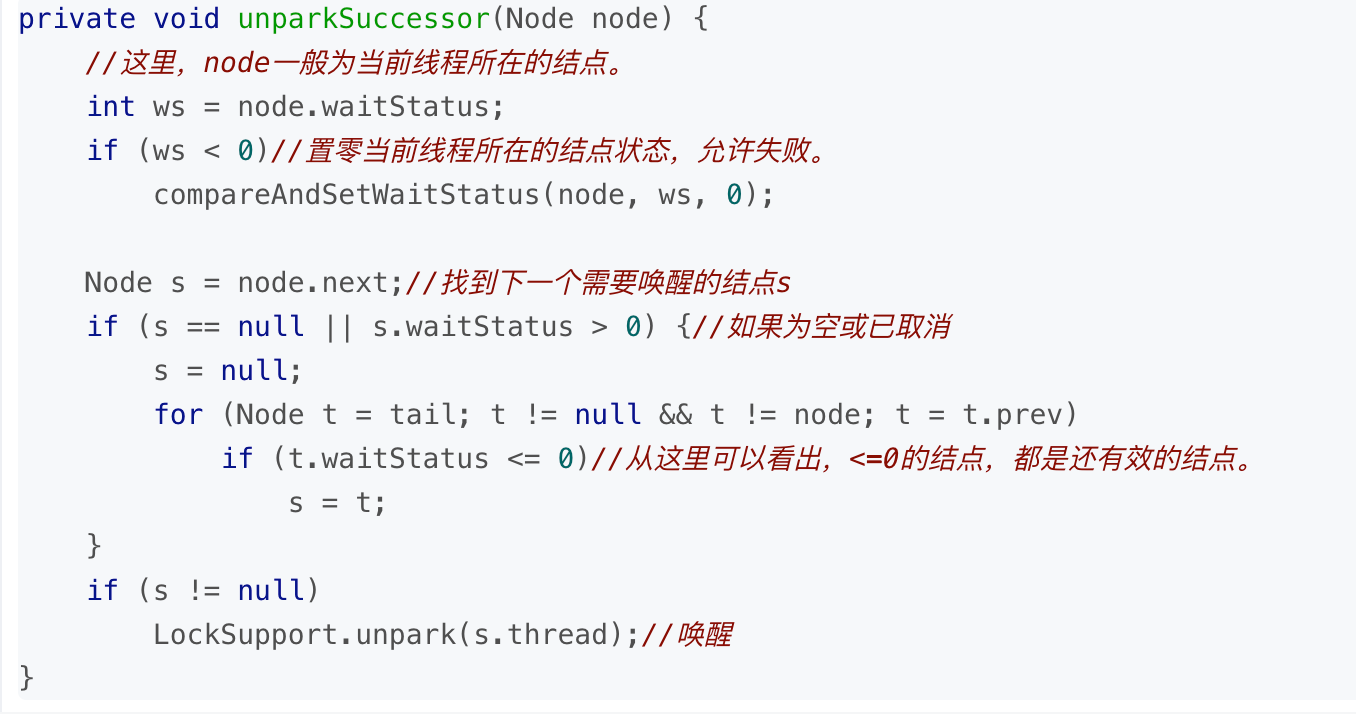 private void unparkSuccessor(Node node) {
    //这里，node一般为当前线程所在的结点。
    int ws = node.waitStatus;
    if (ws < 0)//置零当前线程所在的结点状态，允许失败。
        compareAndSetWaitStatus(node, ws, 0);

    Node s = node.next;//找到下一个需要唤醒的结点s
    if (s == null || s.waitStatus > 0) {//如果为空或已取消
        s = null;
        for (Node t = tail; t != null && t != node; t = t.prev)
            if (t.waitStatus <= 0)//从这里可以看出，<=0的结点，都是还有效的结点。
                s = t;
    }
    if (s != null)
        LockSupport.unpark(s.thread);//唤醒
}